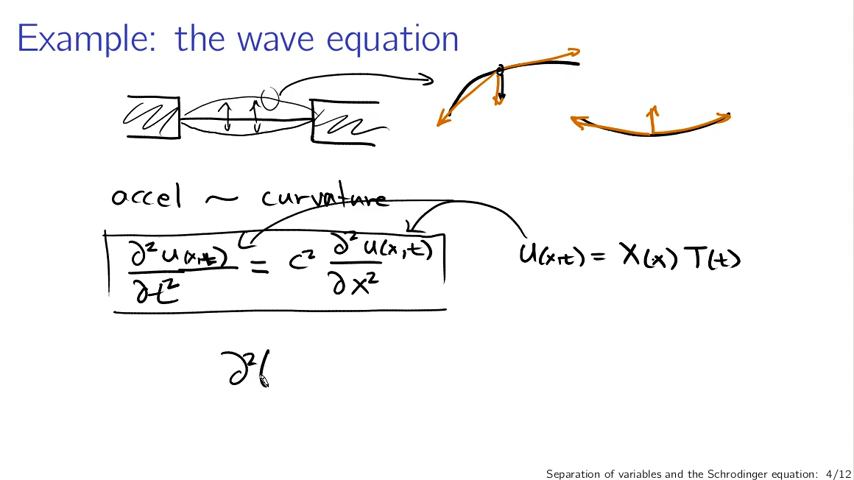 Example: the wave equation
accel ~ curvature
∂²u(x,t)/∂t² = c² ∂²u(x,t)/∂x²
u(x,t) = X(x) T(t)
∂²(
Separation of variables and the Schrodinger equation: 4/12